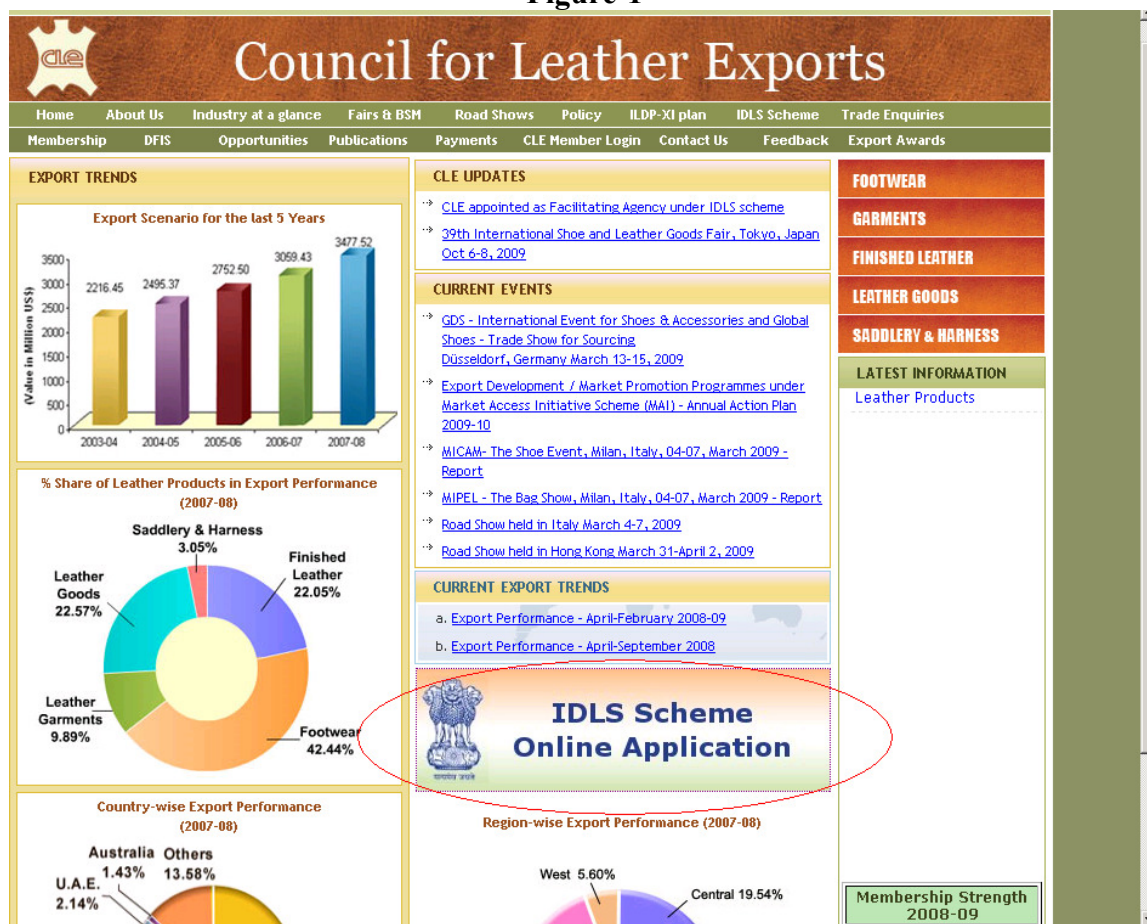 Figure 1
CLE
Council for Leather Exports
Home About Us Industry at a glance Fairs & BSM Road Shows Policy ILDP-XI plan IDLS Scheme Trade Enquiries
Membership DFIS Opportunities Publications Payments CLE Member Login Contact Us Feedback Export Awards
EXPORT TRENDS
Export Scenario for the last 5 Years
(Value in Million US$)
3500
3000
2500
2000
1500
1000
500
0
2216.45
2495.37
2752.50
3059.43
3477.52
2003-04 2004-05 2005-06 2006-07 2007-08
% Share of Leather Products in Export Performance
(2007-08)
Saddlery & Harness
3.05%
Finished
Leather
22.05%
Leather
Goods
22.57%
Leather
Garments
9.89%
Footwear
42.44%
Country-wise Export Performance
(2007-08)
Australia
1.43%
Others
13.58%
U.A.E.
2.14%
CLE UPDATES
CLE appointed as Facilitating Agency under IDLS scheme
39th International Shoe and Leather Goods Fair, Tokyo, Japan
Oct 6-8, 2009
CURRENT EVENTS
GDS - International Event for Shoes & Accessories and Global
Shoes - Trade Show for Sourcing
Düsseldorf, Germany March 13-15, 2009
Export Development / Market Promotion Programmes under
Market Access Initiative Scheme (MAI) - Annual Action Plan
2009-10
MICAM- The Shoe Event, Milan, Italy, 04-07, March 2009 -
Report
MIPEL - The Bag Show, Milan, Italy, 04-07, March 2009 - Report
Road Show held in Italy March 4-7, 2009
Road Show held in Hong Kong March 31-April 2, 2009
CURRENT EXPORT TRENDS
a. Export Performance - April-February 2008-09
b. Export Performance - April-September 2008
सत्यमेव जयते
IDLS Scheme
Online Application
Region-wise Export Performance (2007-08)
West 5.60%
Central 19.54%
FOOTWEAR
GARMENTS
FINISHED LEATHER
LEATHER GOODS
SADDLERY & HARNESS
LATEST INFORMATION
Leather Products
Membership Strength
2008-09